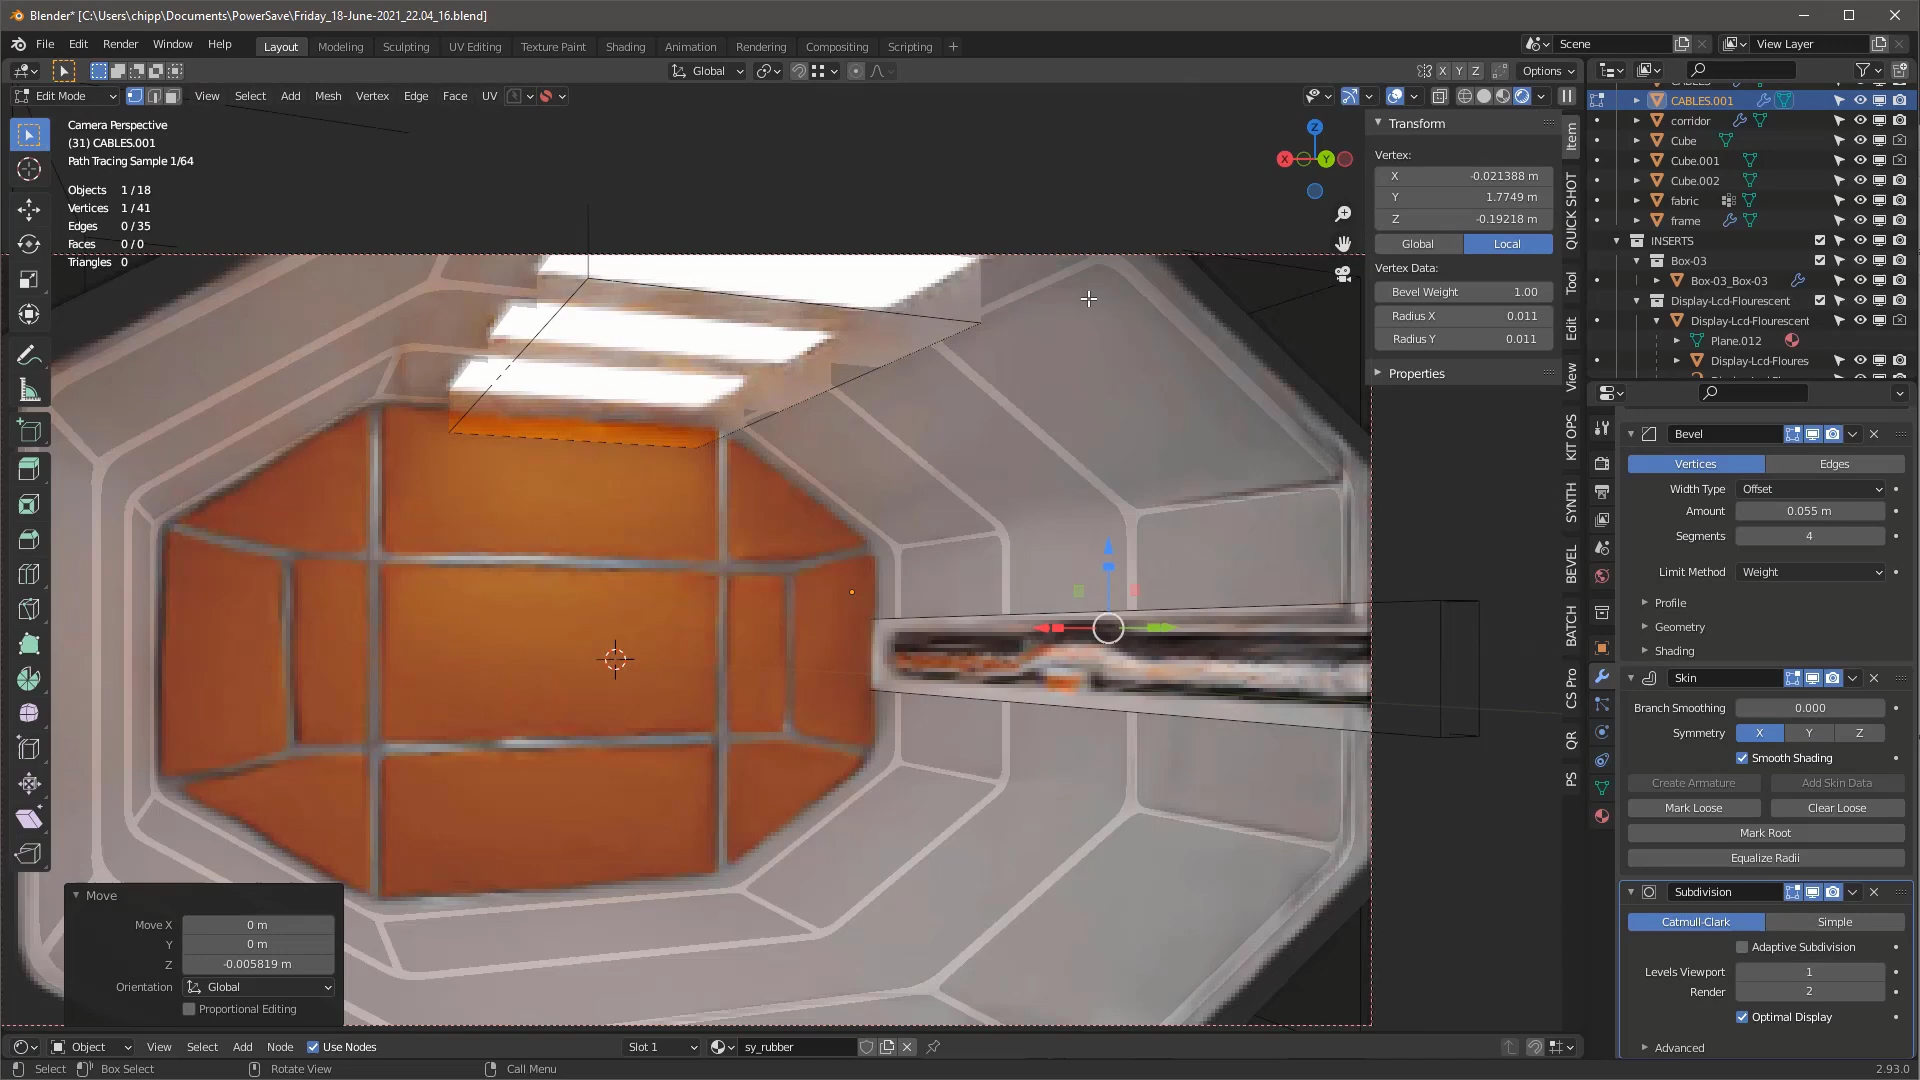 Blender* [C:\Users\chipp\Documents\PowerSave\Friday_18-June-2021_22.04_16.blend]
File Edit Render Window Help Layout Modeling Sculpting UV Editing Texture Paint Shading Animation Rendering Compositing Scripting + Scene View Layer
Global X Y Z Options
Edit Mode View Select Add Mesh Vertex Edge Face UV
Camera Perspective
(31) CABLES.001
Path Tracing Sample 1/64
Objects 1 / 18
Vertices 1 / 41
Edges 0 / 35
Faces 0 / 0
Triangles 0
Z
X
Y
Transform
Vertex:
X -0.021388 m
Y 1.7749 m
Z -0.19218 m
Global Local
Vertex Data:
Bevel Weight 1.00
Radius X 0.011
Radius Y 0.011
Properties
Item
QUICK SHOT
Tool
Edit
View
KIT OPS
SYNTH
BEVEL
BATCH
CS Pro
QR
PS
CABLES.001
corridor
Cube
Cube.001
Cube.002
fabric
frame
INSERTS
Box-03
Box-03_Box-03
Display-Lcd-Flourescent
Display-Lcd-Flourescent
Plane.012
Display-Lcd-Floures
Bevel
Vertices Edges
Width Type Offset
Amount 0.055 m
Segments 4
Limit Method Weight
Profile
Geometry
Shading
Skin
Branch Smoothing 0.000
Symmetry X Y Z
Smooth Shading
Create Armature Add Skin Data
Mark Loose Clear Loose
Mark Root
Equalize Radii
Subdivision
Catmull-Clark Simple
Adaptive Subdivision
Levels Viewport 1
Render 2
Optimal Display
Advanced
Move
Move X 0 m
Y 0 m
Z -0.005819 m
Orientation Global
Proportional Editing
Object View Select Add Node Use Nodes Slot 1 sy_rubber
Select Box Select Rotate View Call Menu 2.93.0